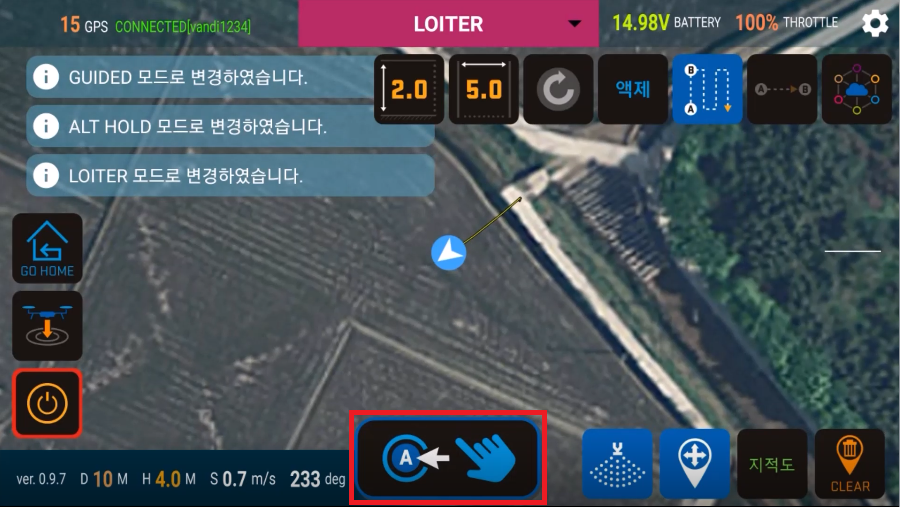 15 GPS CONNECTED[vandi1234] LOITER 14.98V BATTERY 100% THROTTLE
GUIDED 모드로 변경하였습니다.
ALT HOLD 모드로 변경하였습니다.
LOITER 모드로 변경하였습니다.
2.0 5.0 액제 B A A B
GO HOME
A
지적도
CLEAR
ver. 0.9.7 D 10 M H 4.0 M S 0.7 m/s 233 deg